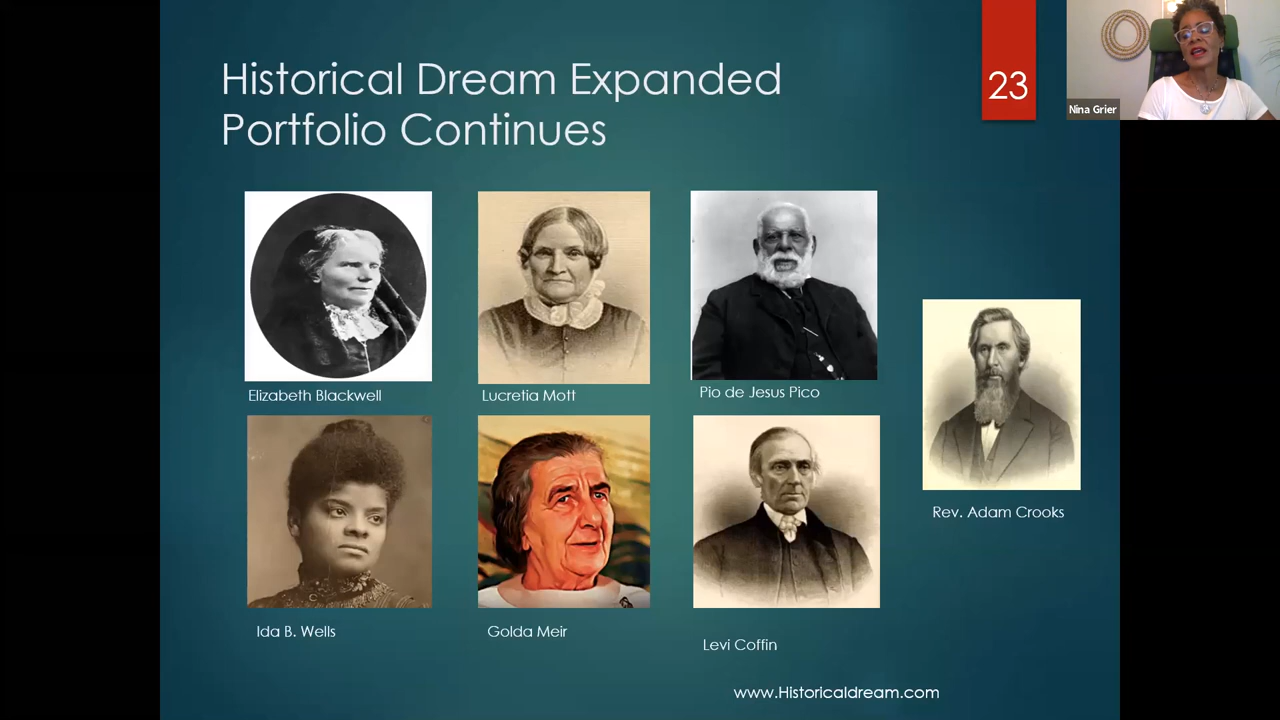 Historical Dream Expanded
Portfolio Continues
23
Nina Grier
Elizabeth Blackwell
Lucretia Mott
Pio de Jesus Pico
Rev. Adam Crooks
Ida B. Wells
Golda Meir
Levi Coffin
www.Historicaldream.com